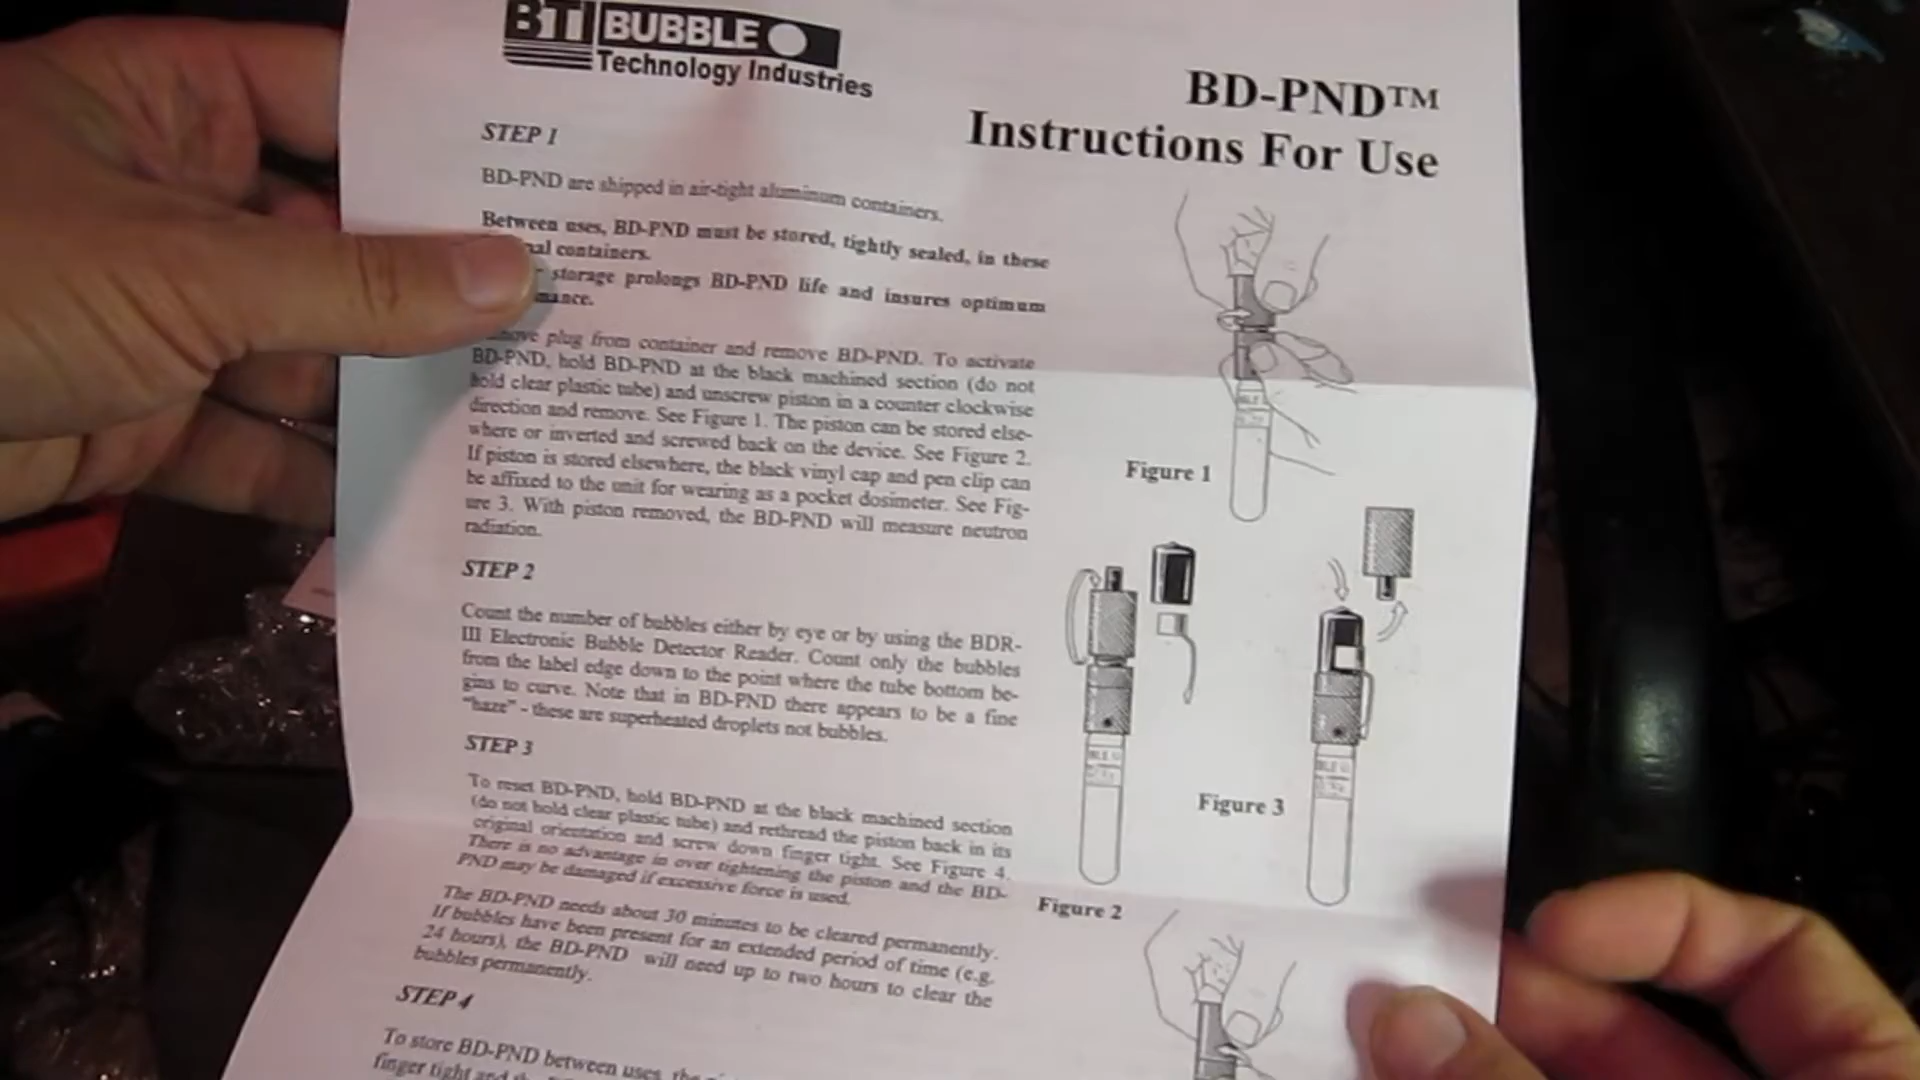 BTI BUBBLE
Technology Industries
BD-PND™
Instructions For Use
STEP 1
BD-PND are shipped in air-tight aluminum containers.
Between uses, BD-PND must be stored, tightly sealed, in these
containers.
storage prolongs BD-PND life and insures optimum
plug from container and remove BD-PND. To activate
BD-PND, hold BD-PND at the black machined section (do not
hold clear plastic tube) and unscrew piston in a counter clockwise
direction and remove. See Figure 1. The piston can be stored else-
where or inverted and screwed back on the device. See Figure 2.
If piston is stored elsewhere, the black vinyl cap and pen clip can
be affixed to the unit for wearing as a pocket dosimeter. See Fig-
ure 3. With piston removed, the BD-PND will measure neutron
radiation.
Figure 1
STEP 2
Count the number of bubbles either by eye or by using the BDR-
III Electronic Bubble Detector Reader. Count only the bubbles
from the label edge down to the point where the tube bottom be-
gins to curve. Note that in BD-PND there appears to be a fine
"haze" - these are superheated droplets not bubbles.
STEP 3
To reset BD-PND, hold BD-PND at the black machined section
(do not hold clear plastic tube) and rethread the piston back in its
original orientation and screw down finger tight. See Figure 4.
There is no advantage in over tightening the piston and the BD-
PND may be damaged if excessive force is used.
The BD-PND needs about 30 minutes to be cleared permanently.
If bubbles have been present for an extended period of time (e.g.
24 hours), the BD-PND will need up to two hours to clear the
bubbles permanently.
Figure 3
Figure 2
STEP 4
To store BD-PND between uses, the
finger tight and the